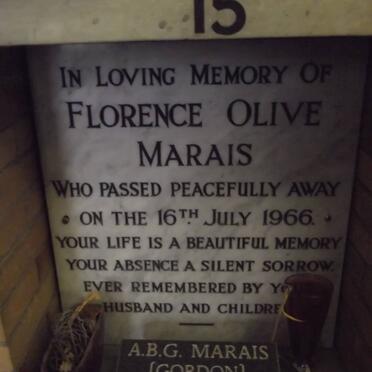 15
IN LOVING MEMORY OF
FLORENCE OLIVE
MARAIS
WHO PASSED PEACEFULLY AWAY
ON THE 16TH. JULY 1966.
YOUR LIFE IS A BEAUTIFUL MEMORY
YOUR ABSENCE A SILENT SORROW.
EVER REMEMBERED BY
HUSBAND AND
A.B.G. MARAIS
(GORDON)